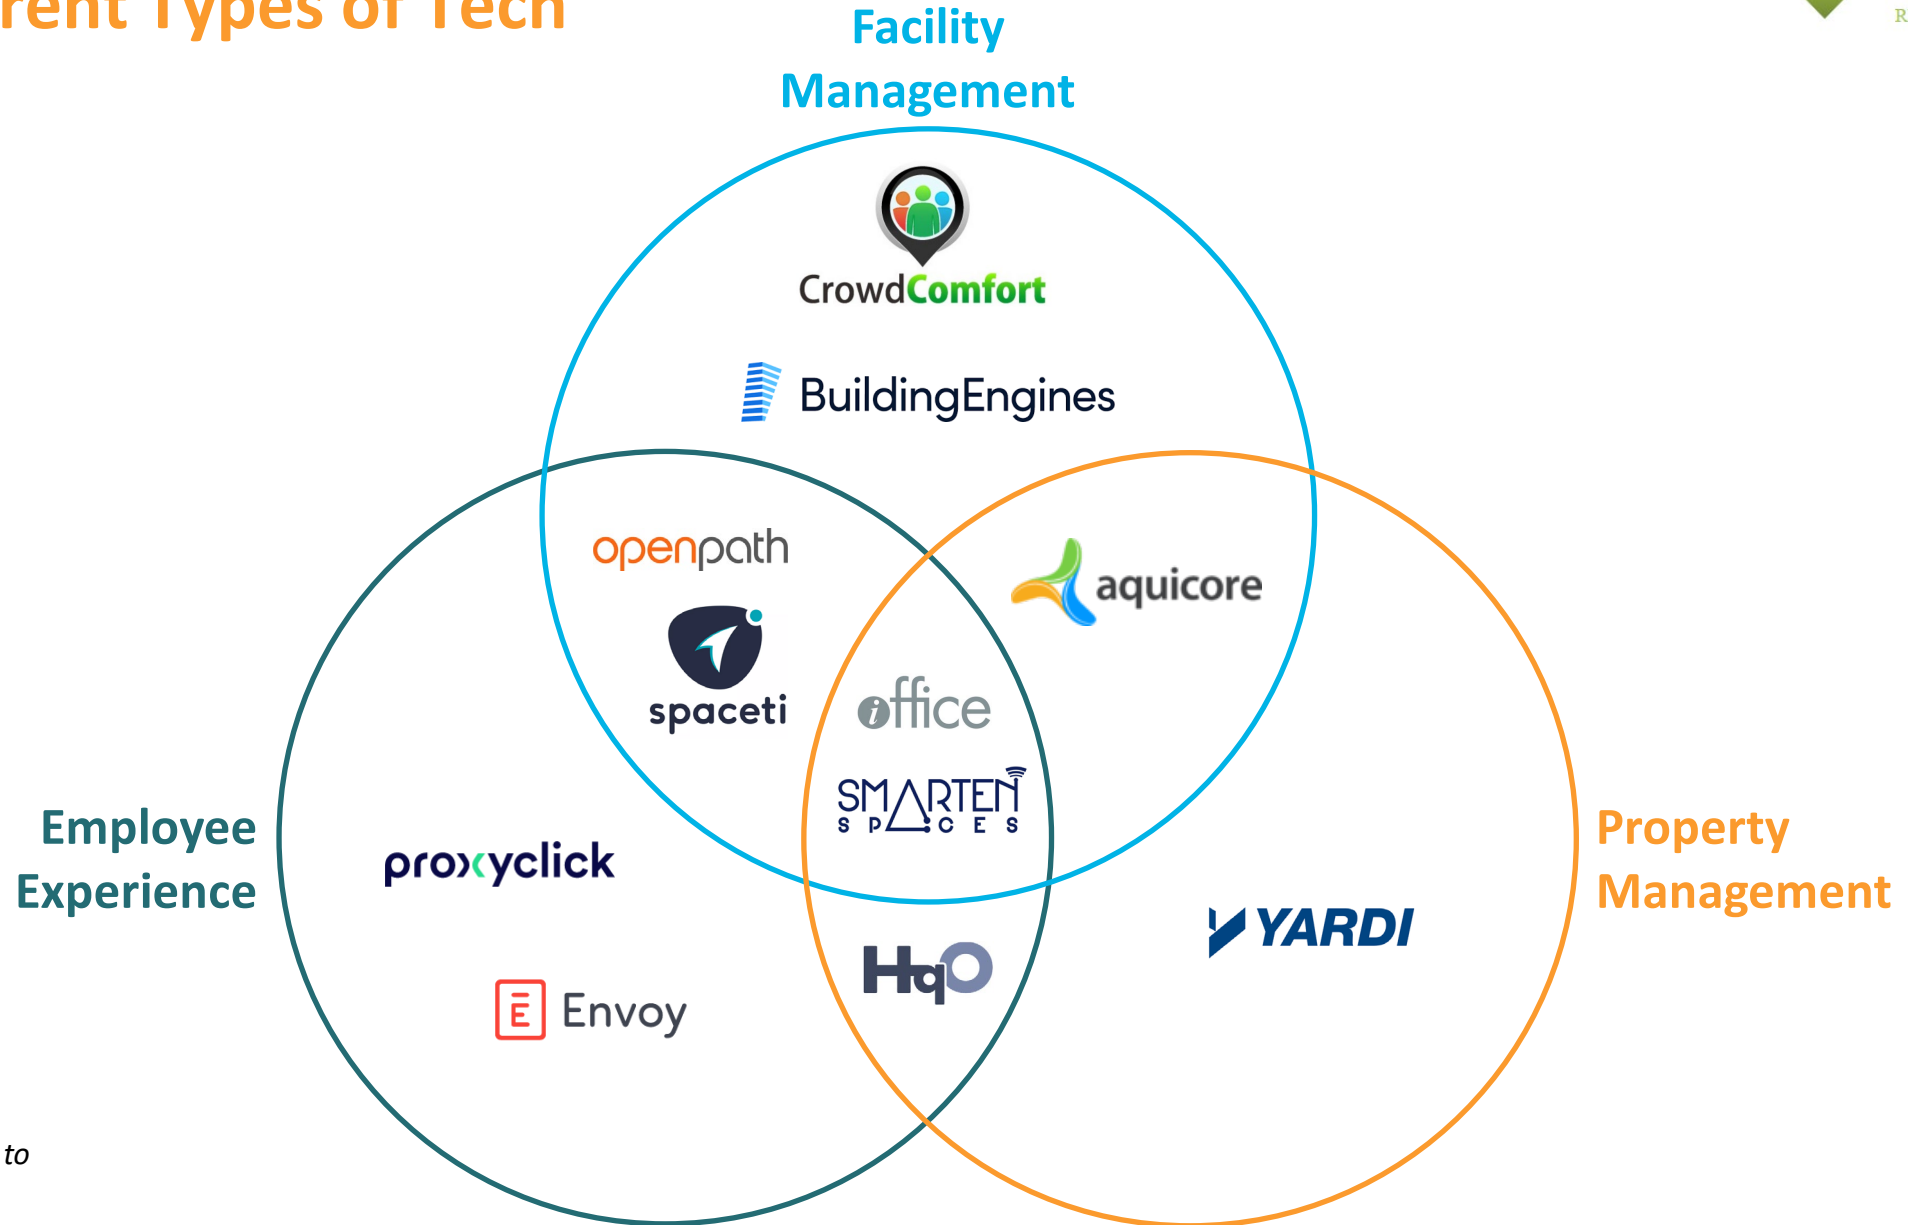 rent Types of Tech
R
Facility
Management
CrowdComfort
BuildingEngines
openpath
aquicore
spaceti
iOffice
SMARTEN
SPACES
Employee
Experience
proxyclick
Property
Management
YARDI
HqO
Envoy
to